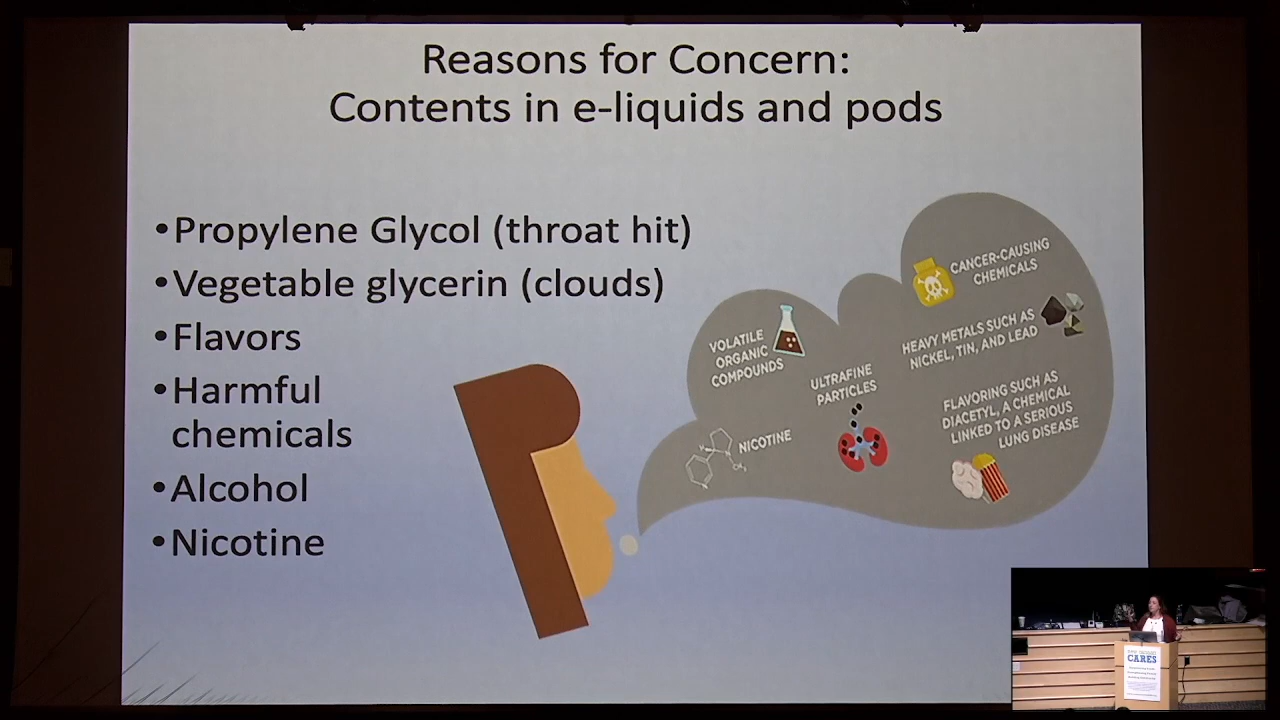 Reasons for Concern:
Contents in e-liquids and pods
•Propylene Glycol (throat hit)
•Vegetable glycerin (clouds)
•Flavors
•Harmful
chemicals
•Alcohol
•Nicotine
VOLATILE
ORGANIC
COMPOUNDS
NICOTINE
ULTRAFINE
PARTICLES
CANCER-CAUSING
CHEMICALS
HEAVY METALS SUCH AS
NICKEL, TIN, AND LEAD
FLAVORING SUCH AS
DIACETYL, A CHEMICAL
LINKED TO A SERIOUS
LUNG DISEASE
CARES